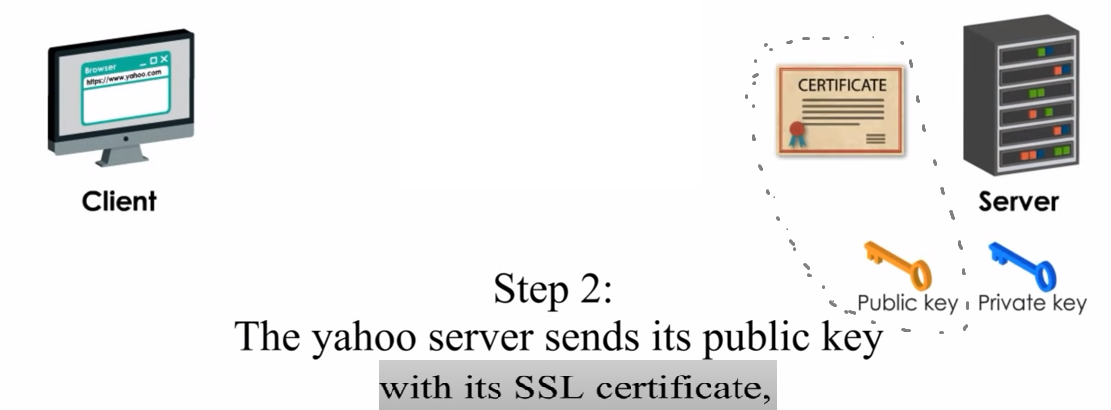 Browser
https://www.yahoo.com
CERTIFICATE
Client
Server
Public key
Private key
Step 2:
The yahoo server sends its public key
with its SSL certificate,